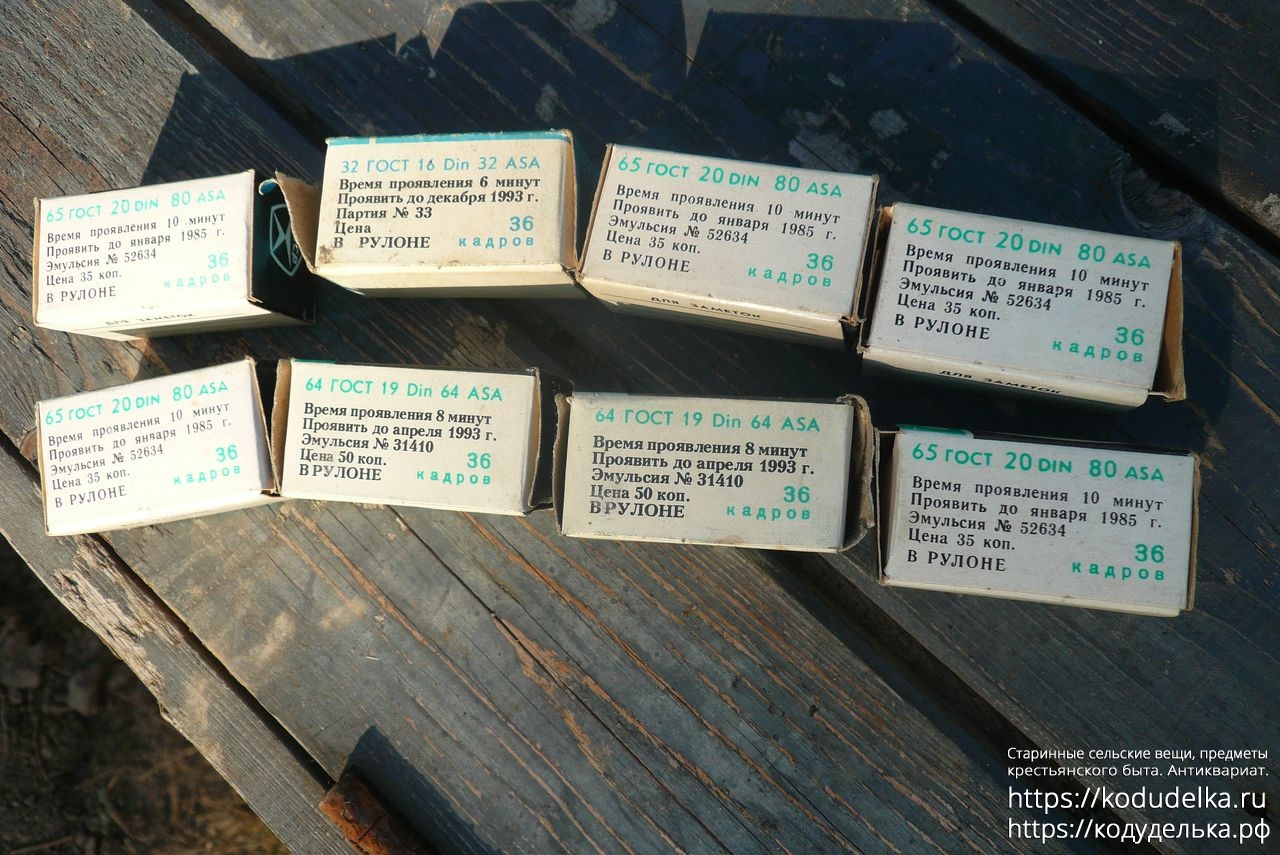 65 ГОСТ 20 DIN 80 ASA
Время проявления 10 минут
Проявить до января 1985 г.
Эмульсия № 52634
Цена 35 коп.
В РУЛОНЕ
36
кадров
ДЛЯ ЗАМЕТОК
32 ГОСТ 16 Din 32 ASA
Время проявления 6 минут
Проявить до декабря 1993 г.
Партия № 33
Цена
В РУЛОНЕ
36
кадров
65 ГОСТ 20 DIN 80 ASA
Время проявления 10 минут
Проявить до января 1985 г.
Эмульсия № 52634
Цена 35 коп.
В РУЛОНЕ
36
кадров
ДЛЯ ЗАМЕТОК
65 ГОСТ 20 DIN 80 ASA
Время проявления 10 минут
Проявить до января 1985 г.
Эмульсия № 52634
Цена 35 коп.
В РУЛОНЕ
36
кадров
ДЛЯ ЗАМЕТОК
65 ГОСТ 20 DIN 80 ASA
Время проявления 10 минут
Проявить до января 1985 г.
Эмульсия № 52634
Цена 35 коп.
В РУЛОНЕ
36
кадров
64 ГОСТ 19 Din 64 ASA
Время проявления 8 минут
Проявить до апреля 1993 г.
Эмульсия № 31410
Цена 50 коп.
В РУЛОНЕ
36
кадров
64 ГОСТ 19 Din 64 ASA
Время проявления 8 минут
Проявить до апреля 1993 г.
Эмульсия № 31410
Цена 50 коп.
В РУЛОНЕ
36
кадров
65 ГОСТ 20 DIN 80 ASA
Время проявления 10 минут
Проявить до января 1985 г.
Эмульсия № 52634
Цена 35 коп.
В РУЛОНЕ
36
кадров
Старинные сельские вещи, предметы
крестьянского быта. Антиквариат.
https://kodudelka.ru
https://кодуделька.рф